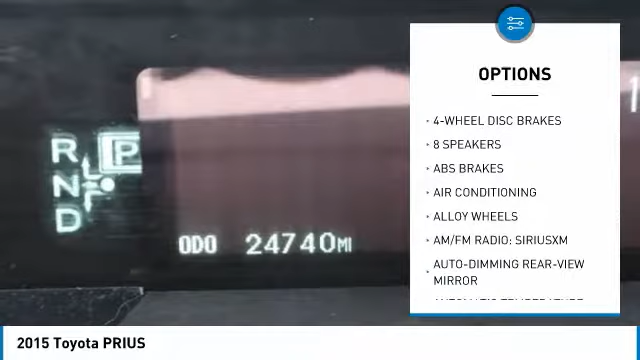 R
N
D
P
ODO 24740MI
1
OPTIONS
4-WHEEL DISC BRAKES
8 SPEAKERS
ABS BRAKES
AIR CONDITIONING
ALLOY WHEELS
AM/FM RADIO: SIRIUSXM
AUTO-DIMMING REAR-VIEW
MIRROR
2015 Toyota PRIUS